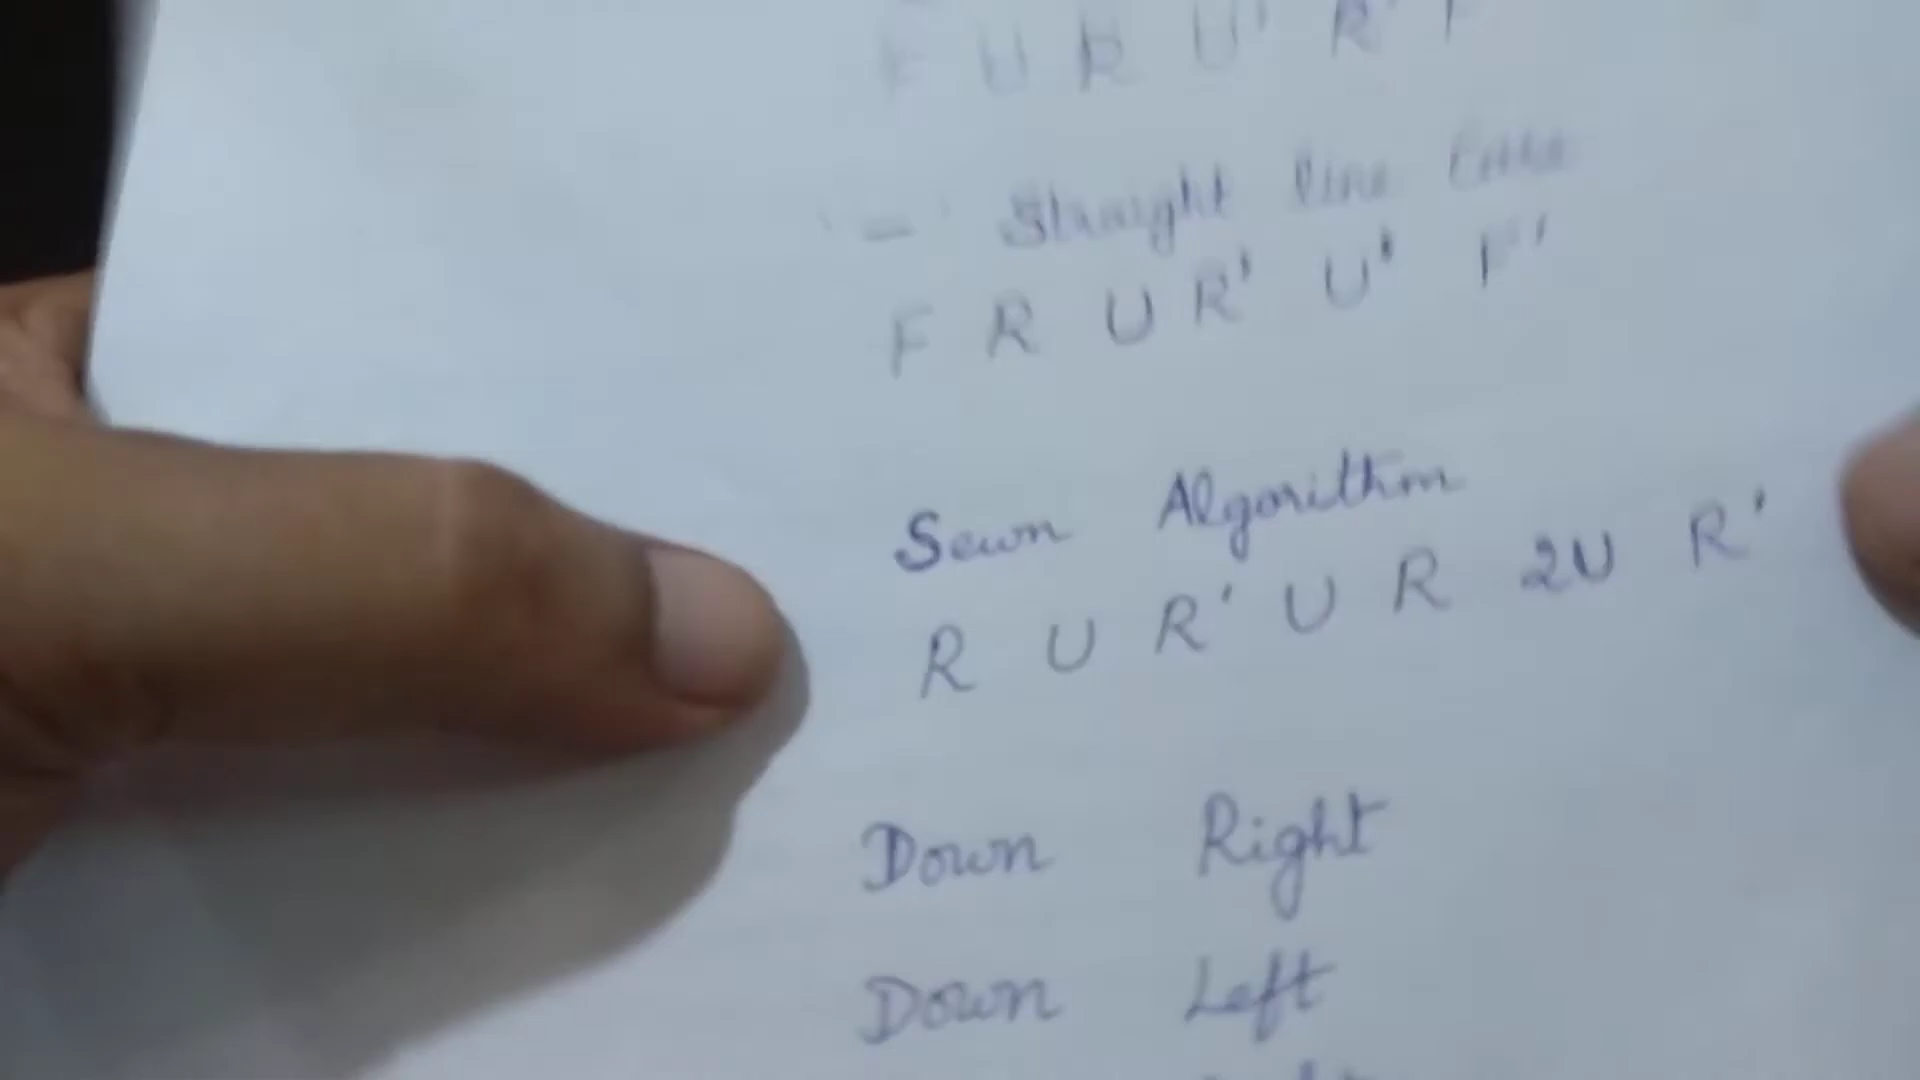 F U R U' R' F
- Straight line Case
F R U R' U' F'
Sewn Algorithm
R U R' U R 2U R'
Down Right
Down Left